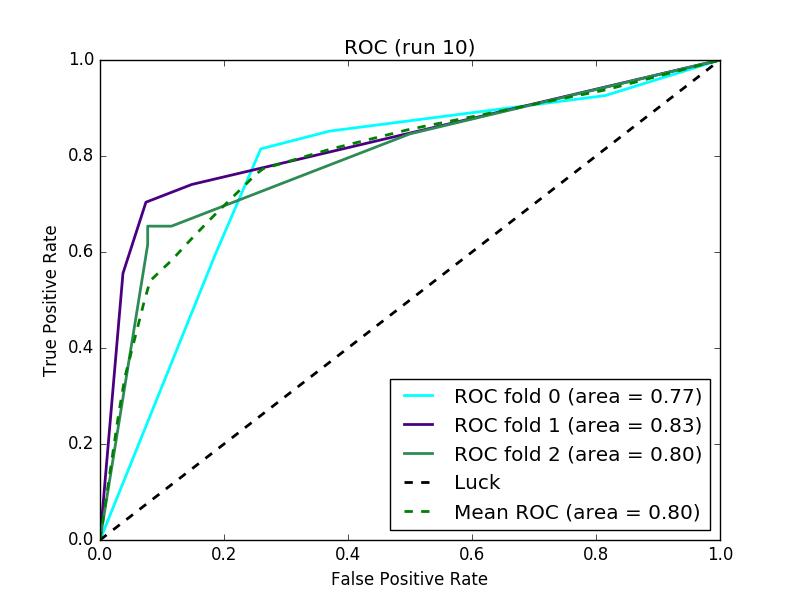 ROC (run 10)
1.0
0.8
0.6
0.4
0.2
0.0
True Positive Rate
ROC fold 0 (area = 0.77)
ROC fold 1 (area = 0.83)
ROC fold 2 (area = 0.80)
Luck
Mean ROC (area = 0.80)
0.0 0.2 0.4 0.6 0.8 1.0
False Positive Rate